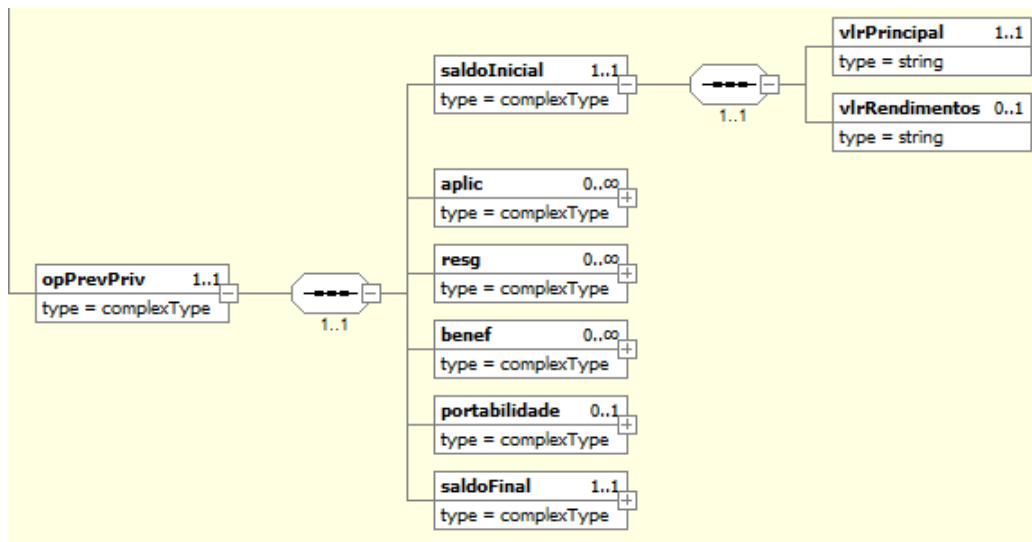 vlrPrincipal 1..1
type = string
saldoInicial 1..1
type = complexType
1..1
vlrRendimentos 0..1
type = string
aplic 0..∞
type = complexType
resg 0..∞
type = complexType
opPrevPriv 1..1
type = complexType
1..1
benef 0..∞
type = complexType
portabilidade 0..1
type = complexType
saldoFinal 1..1
type = complexType